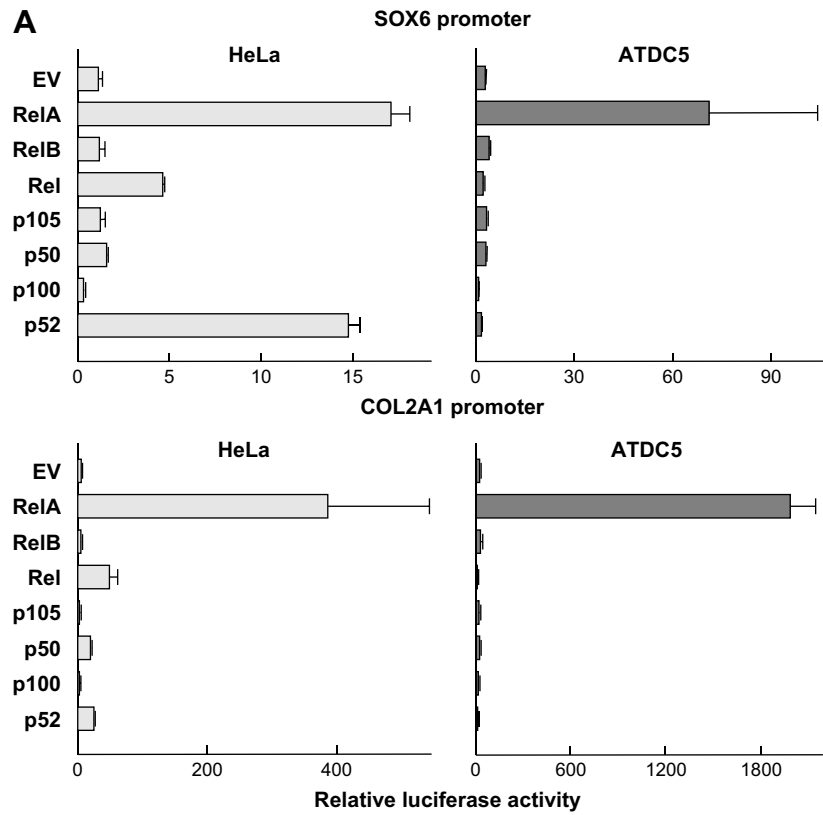 A
SOX6 promoter
HeLa
ATDC5
EV
RelA
RelB
Rel
p105
p50
p100
p52
0 5 10 15
0 30 60 90
COL2A1 promoter
HeLa
ATDC5
EV
RelA
RelB
Rel
p105
p50
p100
p52
0 200 400
0 600 1200 1800
Relative luciferase activity